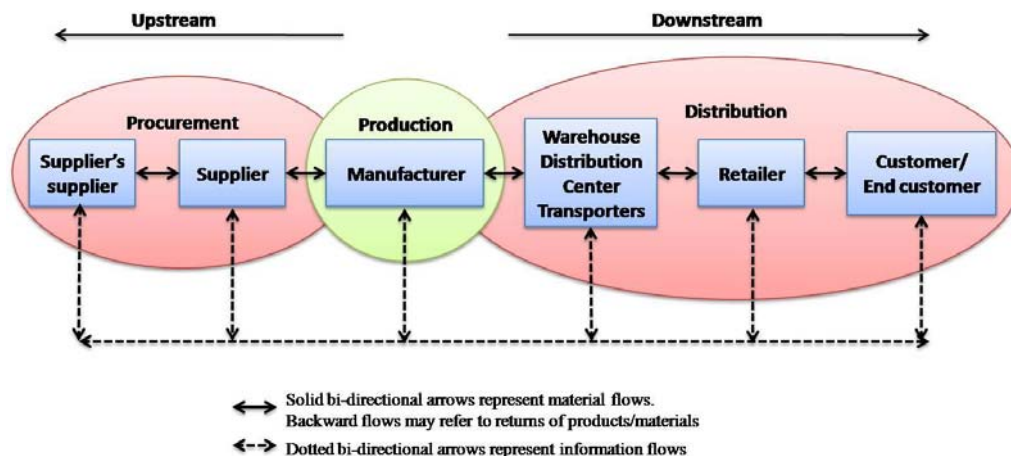 Upstream
Downstream
Procurement
Production
Distribution
Supplier's
supplier
Supplier
Manufacturer
Warehouse
Distribution
Center
Transporters
Retailer
Customer/
End customer
Solid bi-directional arrows represent material flows.
Backward flows may refer to returns of products/materials
Dotted bi-directional arrows represent information flows